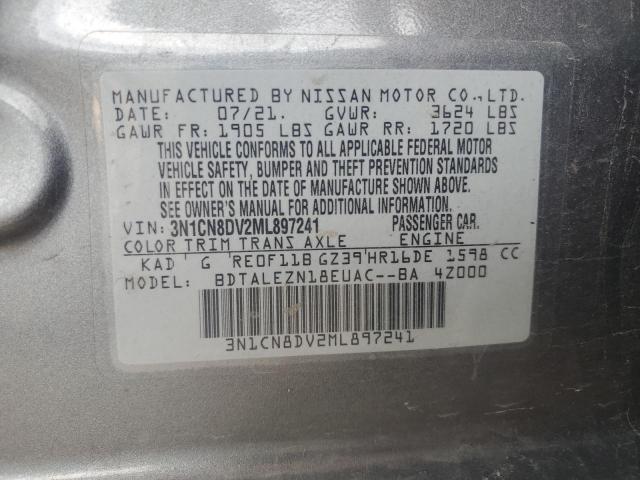 MANUFACTURED BY NISSAN MOTOR CO., LTD.
DATE: 07/21. GVWR: 3624 LBS
GAWR FR: 1905 LBS GAWR RR: 1720 LBS
THIS VEHICLE CONFORMS TO ALL APPLICABLE FEDERAL MOTOR
VEHICLE SAFETY, BUMPER AND THEFT PREVENTION STANDARDS
IN EFFECT ON THE DATE OF MANUFACTURE SHOWN ABOVE.
SEE OWNER'S MANUAL FOR ADDITIONAL INFORMATION.
VIN: 3N1CN8DV2ML897241 PASSENGER CAR.
COLOR TRIM TRANS AXLE ENGINE
KAD G RE0F11B GZ39 HR16DE 1598 CC
MODEL: BDTALEZN18EUAC--BA 4Z000
3N1CN8DV2ML897241